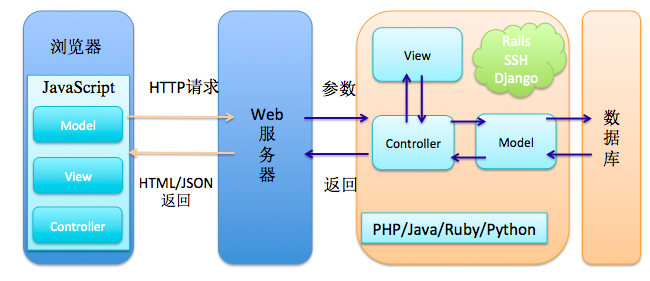 浏览器
JavaScript
Model
View
Controller
HTTP请求
HTML/JSON
返回
Web
服
务
器
参数
返回
View
Rails
SSH
Django
Controller
Model
PHP/Java/Ruby/Python
数
据
库